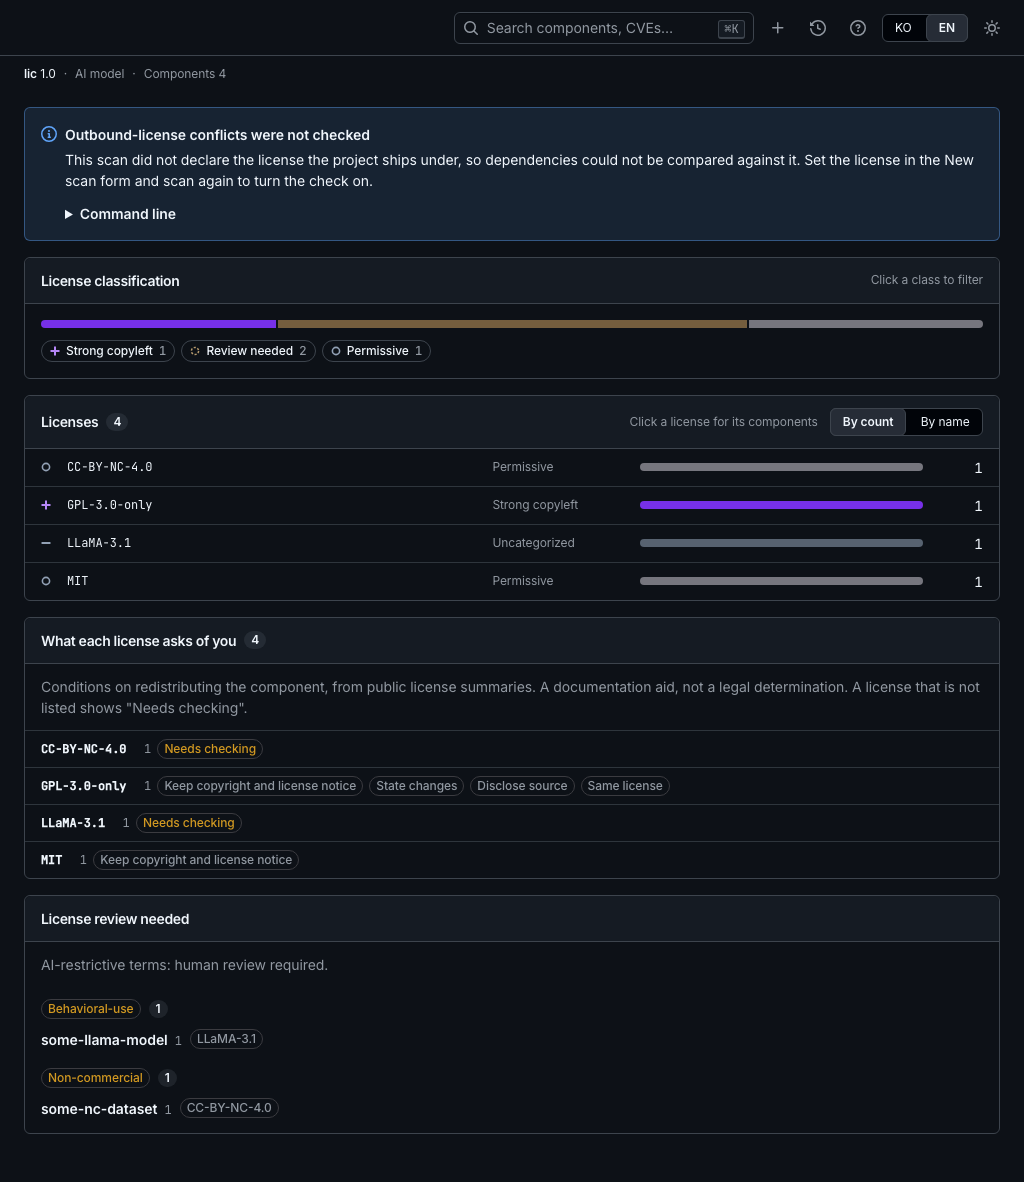 Search components, CVEs... ⌘K KO EN
lic 1.0 · AI model · Components 4
Outbound-license conflicts were not checked
This scan did not declare the license the project ships under, so dependencies could not be compared against it. Set the license in the New
scan form and scan again to turn the check on.
Command line
License classification Click a class to filter
Strong copyleft 1 Review needed 2 Permissive 1
Licenses 4 Click a license for its components By count By name
CC-BY-NC-4.0 Permissive 1
GPL-3.0-only Strong copyleft 1
LLaMA-3.1 Uncategorized 1
MIT Permissive 1
What each license asks of you 4
Conditions on redistributing the component, from public license summaries. A documentation aid, not a legal determination. A license that is not
listed shows "Needs checking".
CC-BY-NC-4.0 1 Needs checking
GPL-3.0-only 1 Keep copyright and license notice State changes Disclose source Same license
LLaMA-3.1 1 Needs checking
MIT 1 Keep copyright and license notice
License review needed
AI-restrictive terms: human review required.
Behavioral-use 1
some-llama-model 1 LLaMA-3.1
Non-commercial 1
some-nc-dataset 1 CC-BY-NC-4.0